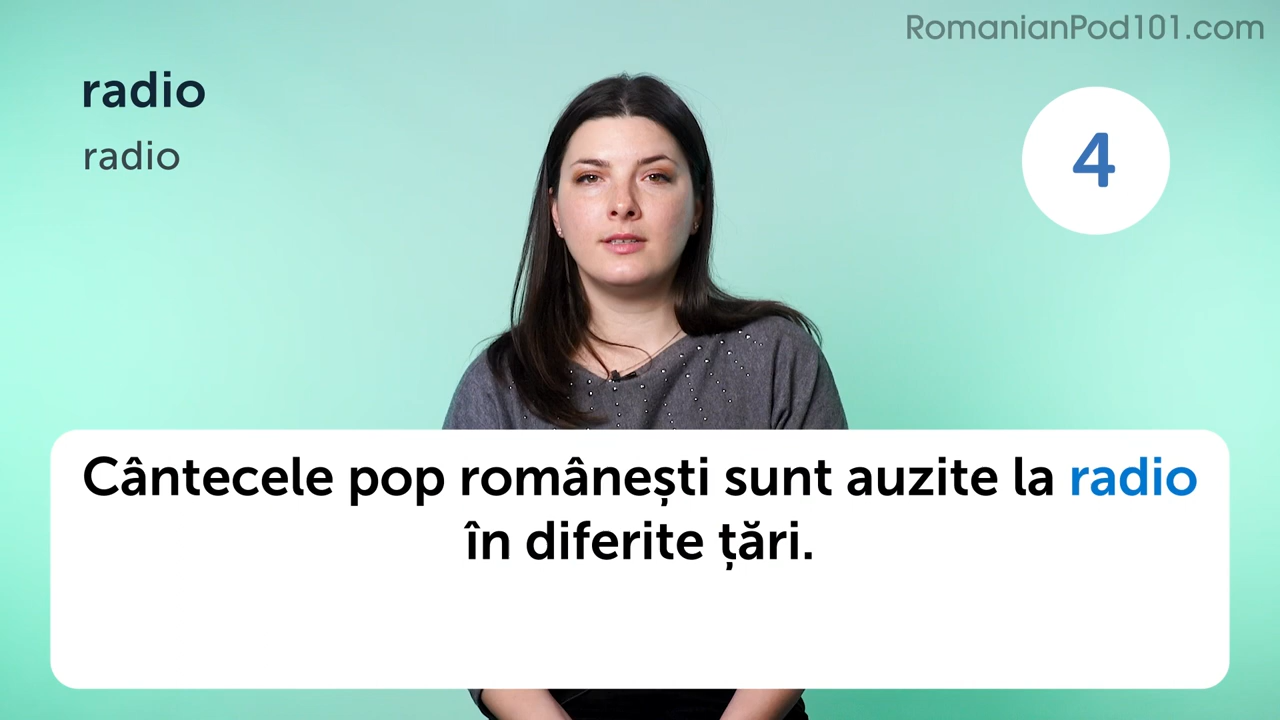 RomanianPod101.com
radio
radio
4
Cântecele pop românești sunt auzite la radio
în diferite țări.